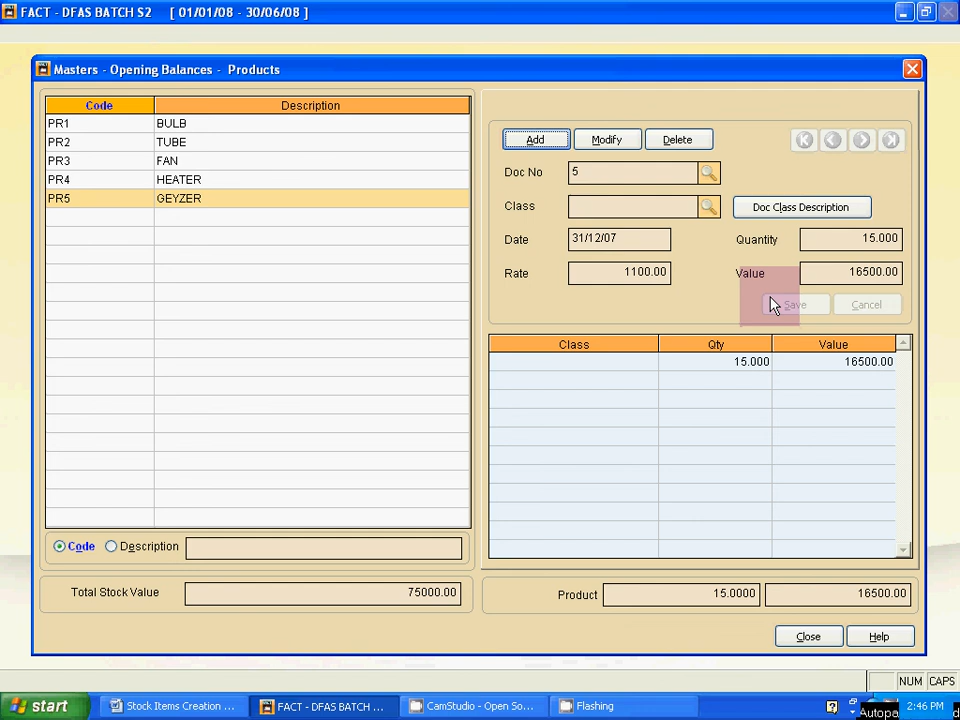 FACT - DFAS BATCH S2 [ 01/01/08 - 30/06/08 ]
Masters - Opening Balances - Products
Code Description
PR1 BULB
PR2 TUBE
PR3 FAN
PR4 HEATER
PR5 GEYZER
Code Description
Total Stock Value 75000.00
Add Modify Delete
Doc No 5
Class Doc Class Description
Date 31/12/07 Quantity 15.000
Rate 1100.00 Value 16500.00
Save Cancel
Class Qty Value
15.000 16500.00
Product 15.0000 16500.00
Close Help
NUM CAPS
start Stock Items Creation ... FACT - DFAS BATCH ... CamStudio - Open So... Flashing 2:46 PM